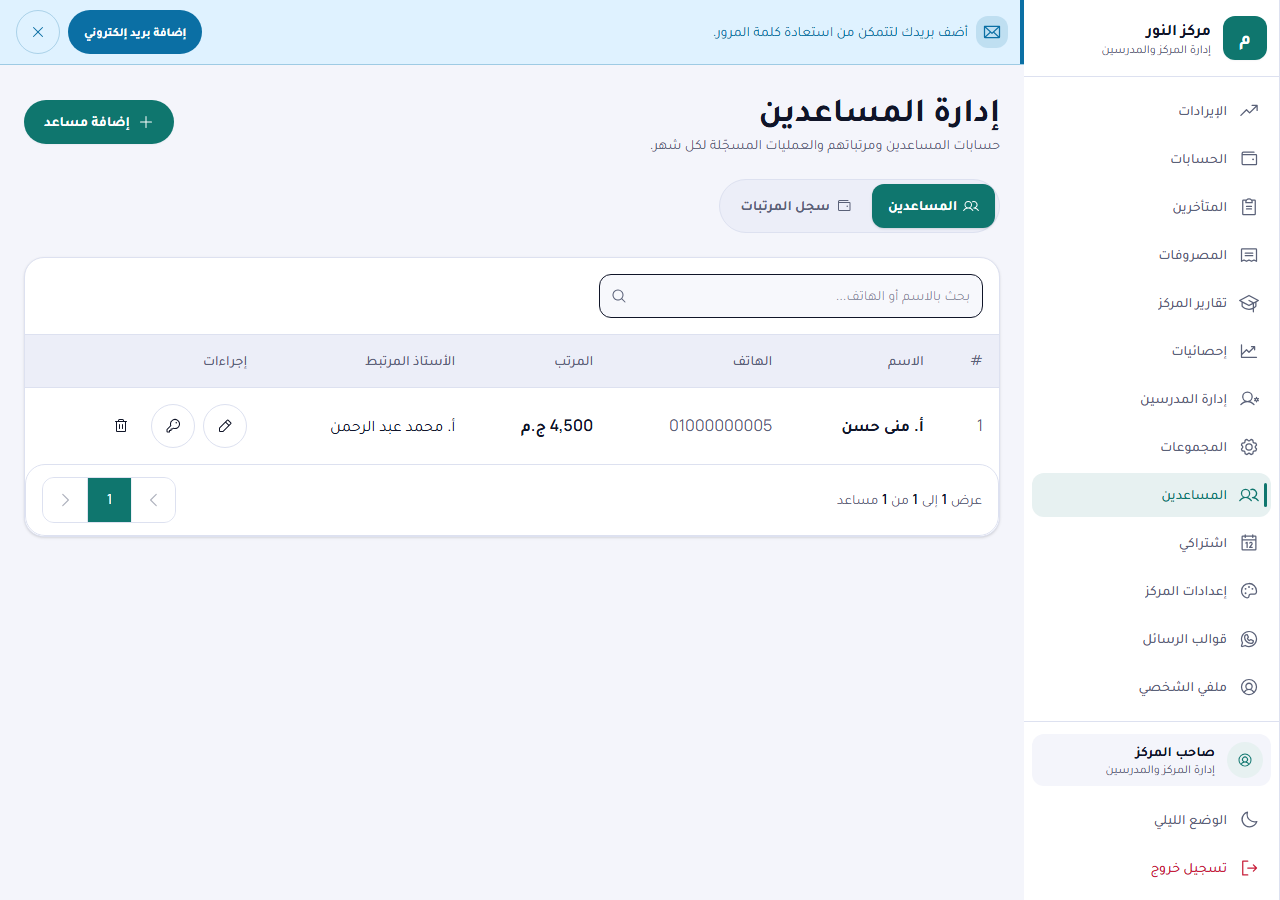 م
مركز النور
إدارة المركز والمدرسين
الإيرادات
الحسابات
المتأخرين
المصروفات
تقارير المركز
إحصائيات
إدارة المدرسين
المجموعات
المساعدين
اشتراكي
إعدادات المركز
قوالب الرسائل
ملفي الشخصي
صاحب المركز
إدارة المركز والمدرسين
الوضع الليلي
تسجيل خروج
أضف بريدك لتتمكن من استعادة كلمة المرور.
إضافة بريد إلكتروني
إدارة المساعدين
حسابات المساعدين ومرتباتهم والعمليات المسجّلة لكل شهر.
إضافة مساعد
المساعدين
سجل المرتبات
بحث بالاسم أو الهاتف...
# الاسم الهاتف المرتب الأستاذ المرتبط إجراءات
1 أ. منى حسن 01000000005 4,500 ج.م أ. محمد عبد الرحمن
عرض 1 إلى 1 من 1 مساعد
1